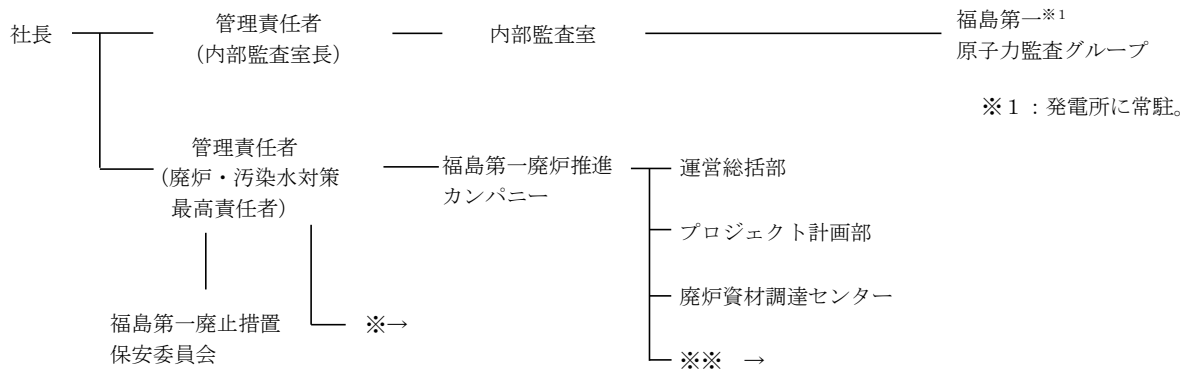 社長
管理責任者
(内部監査室長)
内部監査室
福島第一※1
原子力監査グループ
※1:発電所に常駐。
管理責任者
(廃炉・汚染水対策
最高責任者)
福島第一廃炉推進
カンパニー
運営総括部
プロジェクト計画部
廃炉資材調達センター
福島第一廃止措置
保安委員会
※→
※※ →